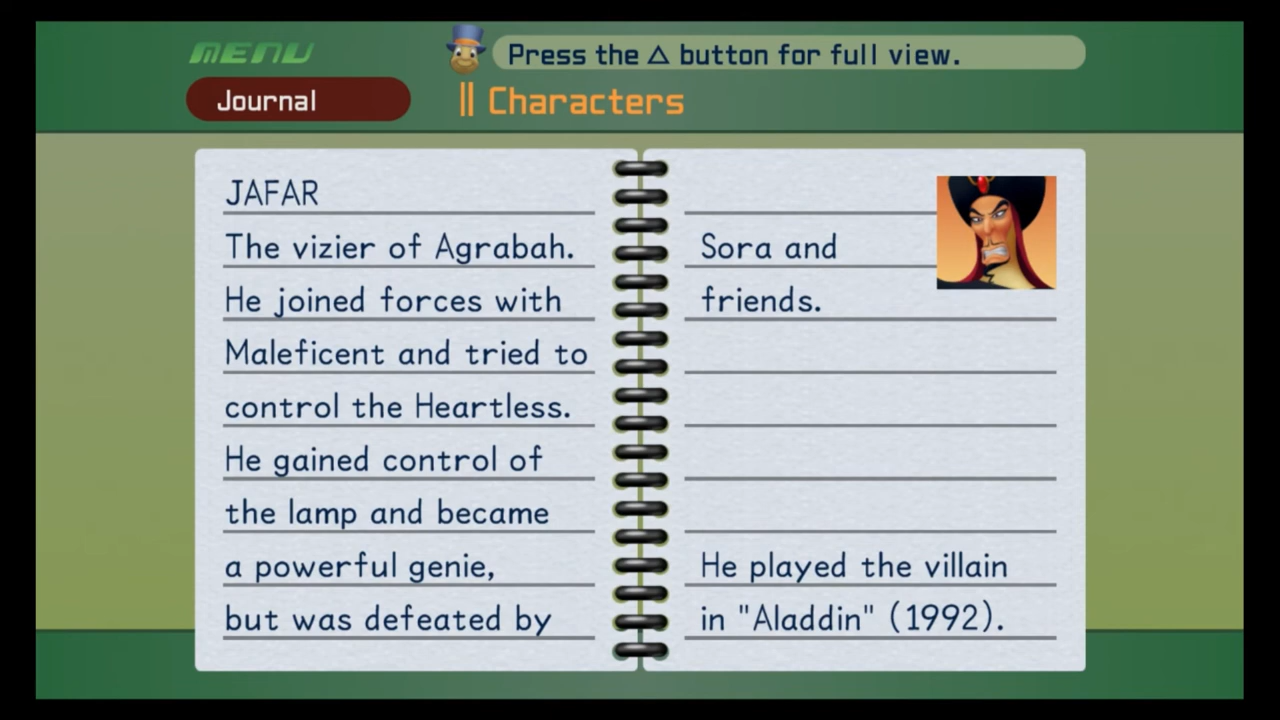 MENU
Press the △ button for full view.
Journal
|| Characters
JAFAR
The vizier of Agrabah.
He joined forces with
Maleficent and tried to
control the Heartless.
He gained control of
the lamp and became
a powerful genie,
but was defeated by
Sora and
friends.
He played the villain
in "Aladdin" (1992).